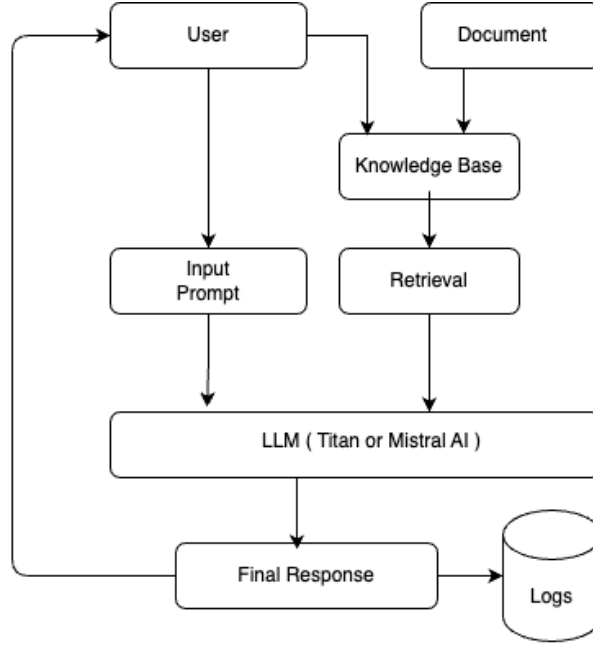 User
Document
Knowledge Base
Input
Prompt
Retrieval
LLM ( Titan or Mistral AI )
Final Response
Logs